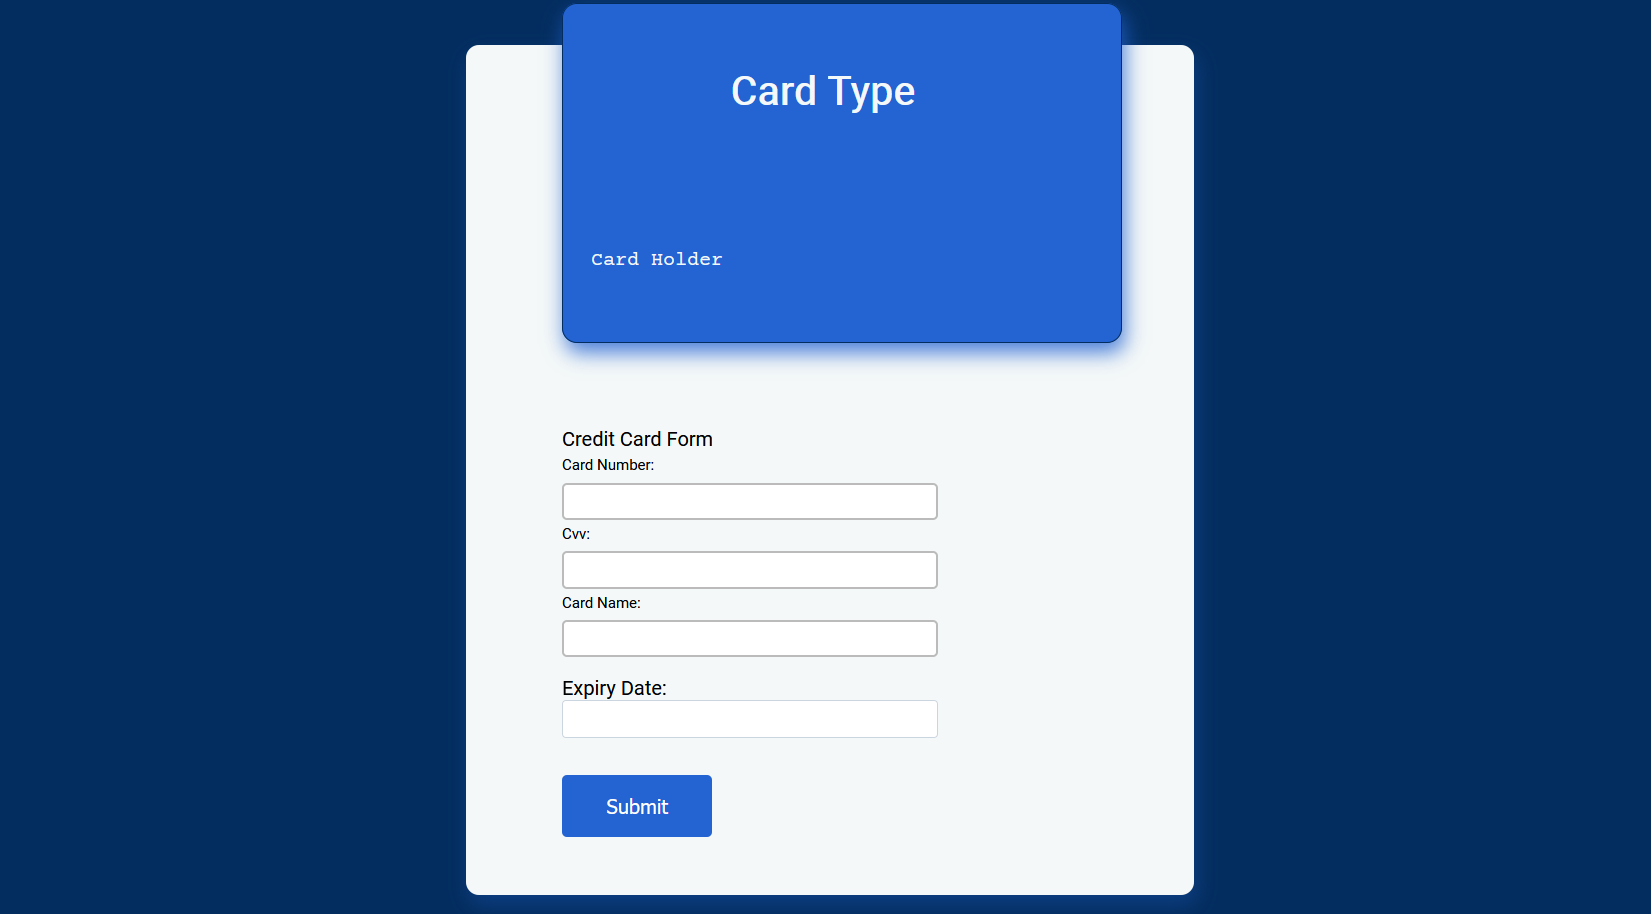 Card Type
Card Holder
Credit Card Form
Card Number:
Cvv:
Card Name:
Expiry Date:
Submit